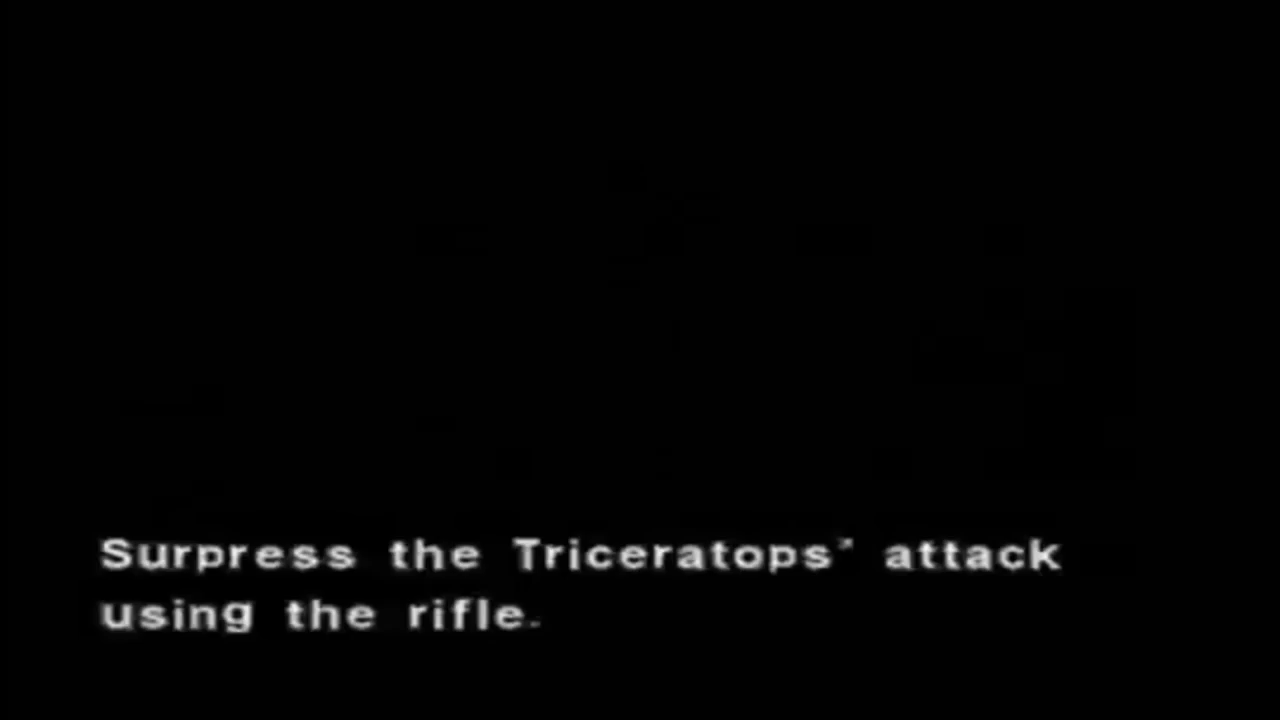 Surpress the Triceratops' attack
using the rifle.